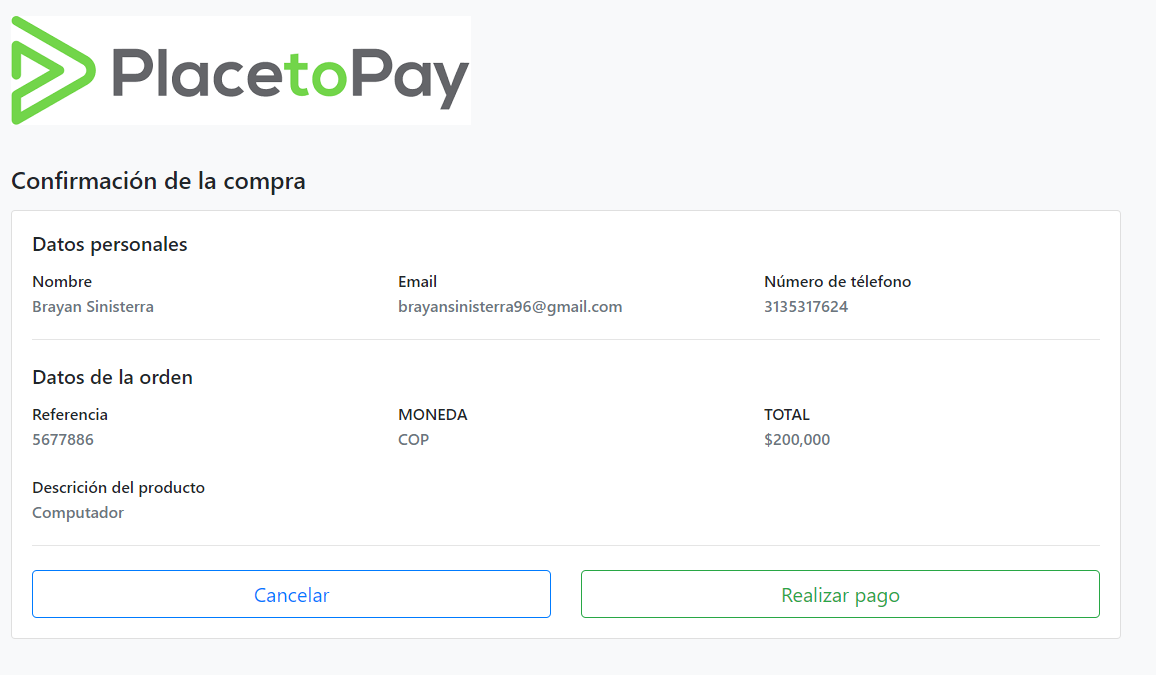 PlacetoPay
Confirmación de la compra
Datos personales
Nombre Email Número de télefono
Brayan Sinisterra brayansinisterra96@gmail.com 3135317624
Datos de la orden
Referencia MONEDA TOTAL
5677886 COP $200,000
Descrición del producto
Computador
Cancelar Realizar pago